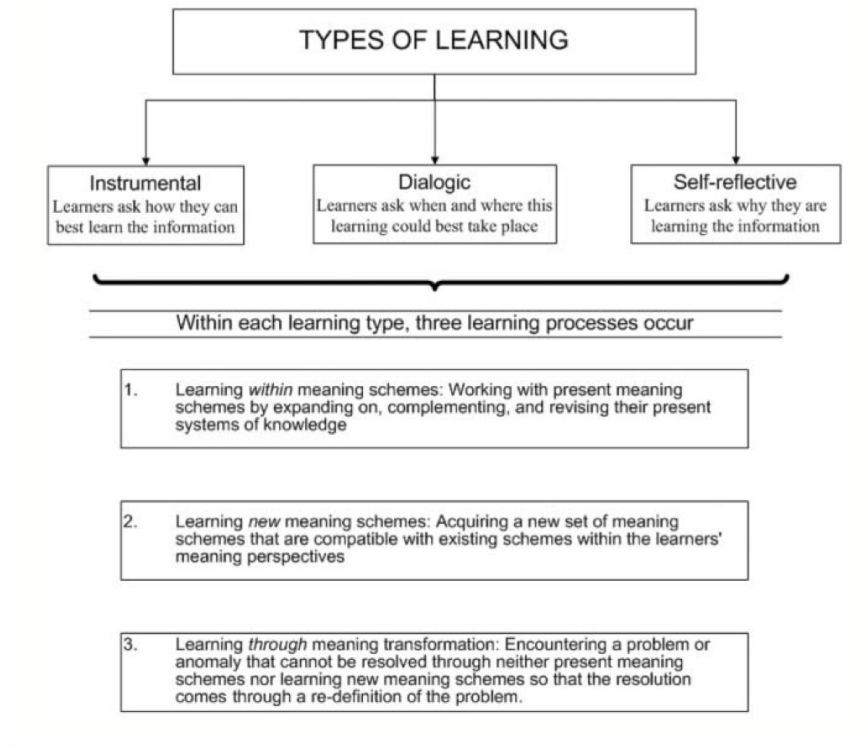 TYPES OF LEARNING
Instrumental
Learners ask how they can
best learn the information
Dialogic
Learners ask when and where this
learning could best take place
Self-reflective
Learners ask why they are
learning the information
Within each learning type, three learning processes occur
1. Learning within meaning schemes: Working with present meaning
schemes by expanding on, complementing, and revising their present
systems of knowledge
2. Learning new meaning schemes: Acquiring a new set of meaning
schemes that are compatible with existing schemes within the learners'
meaning perspectives
3. Learning through meaning transformation: Encountering a problem or
anomaly that cannot be resolved through neither present meaning
schemes nor learning new meaning schemes so that the resolution
comes through a re-definition of the problem.